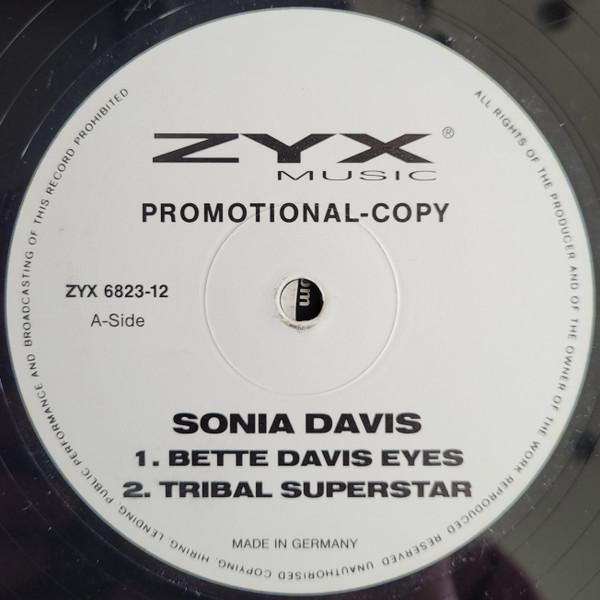 ZYX®
MUSIC
PROMOTIONAL-COPY
ZYX 6823-12
A-Side
om
SONIA DAVIS
1. BETTE DAVIS EYES
2. TRIBAL SUPERSTAR
MADE IN GERMANY
ALL RIGHTS OF THE PRODUCER AND OF THE OWNER OF THE WORK REPRODUCED RESERVED UNAUTHORISED COPYING, HIRING, LENDING PUBLIC PERFORMANCE AND BROADCASTING OF THIS RECORD PROHIBITED